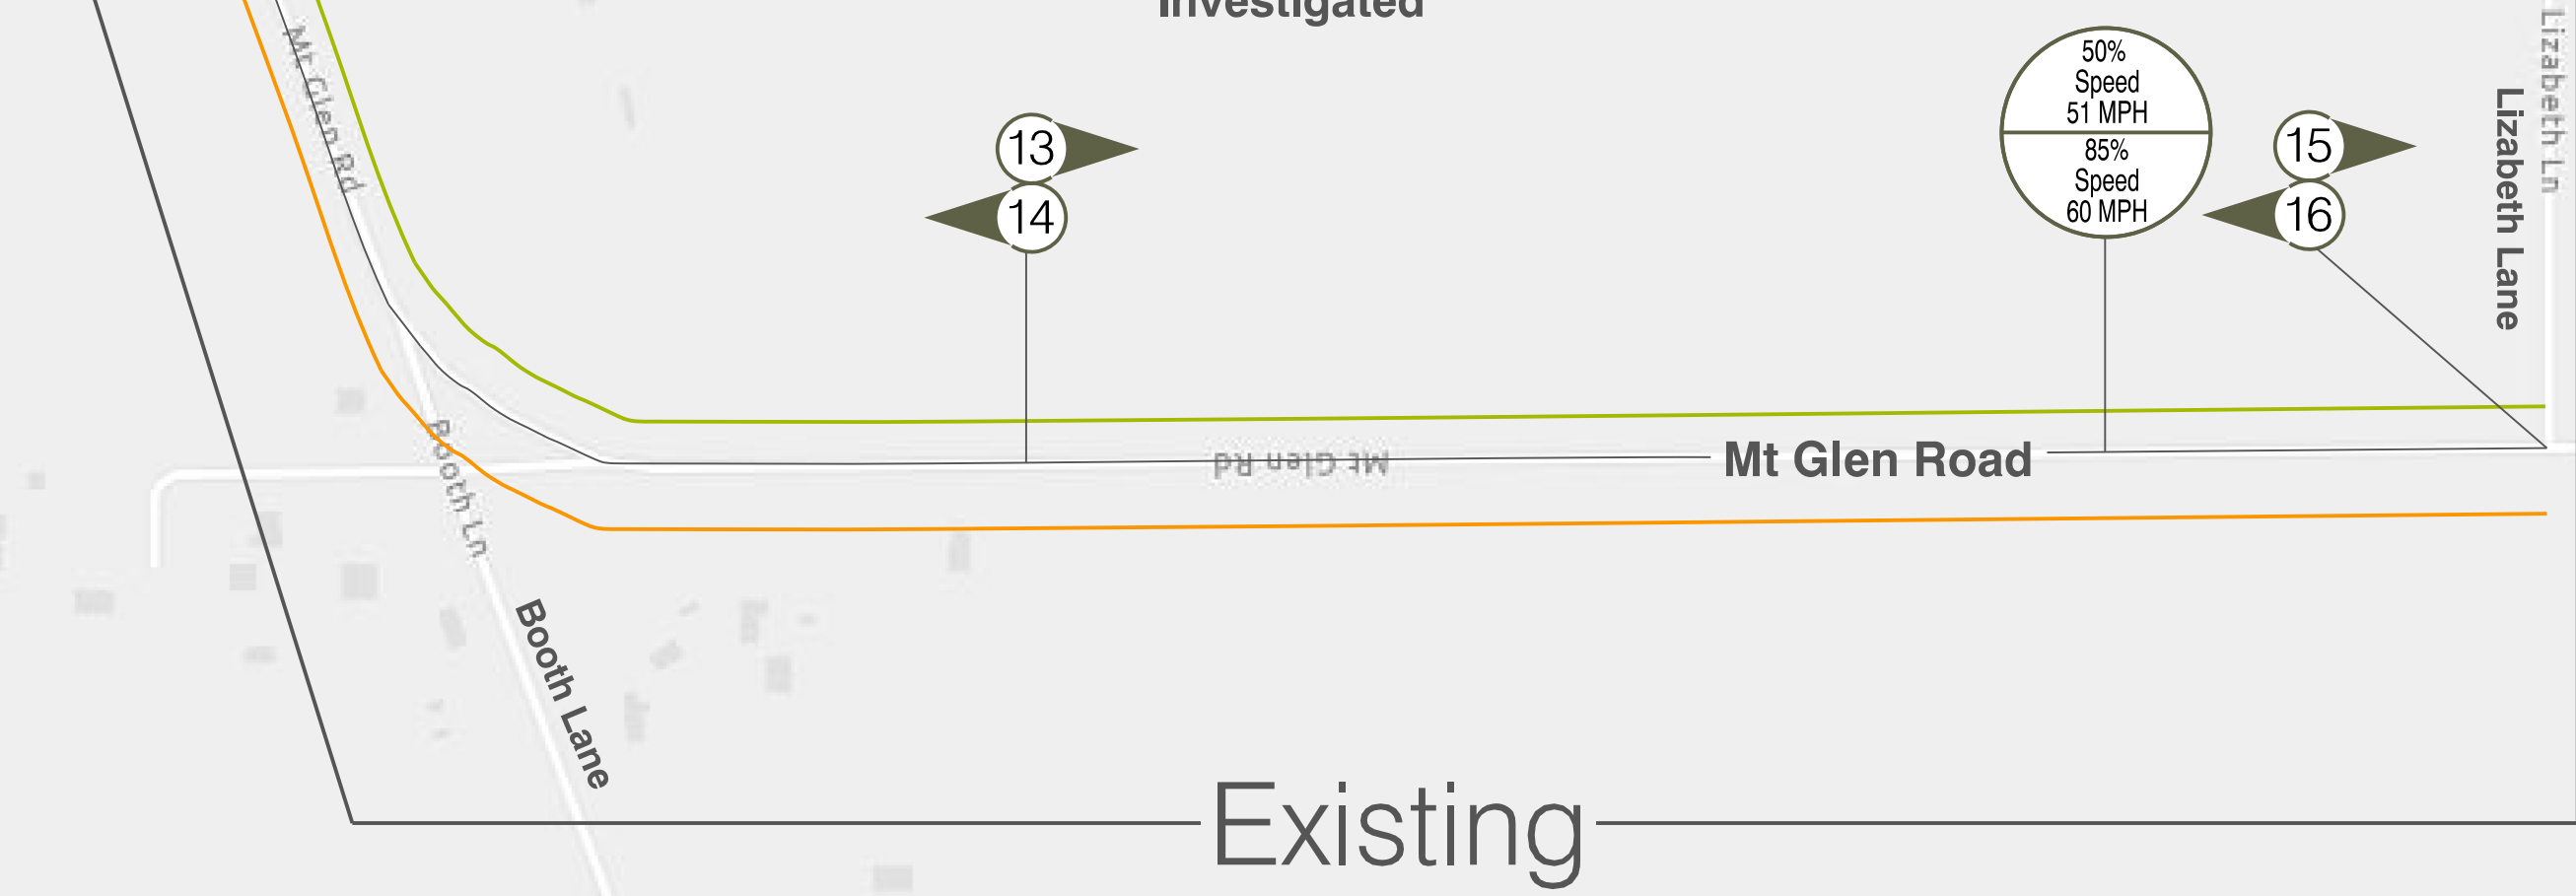 Investigated
50%
Speed
51 MPH
85%
Speed
60 MPH
13
14
15
16
Lizabeth Ln
Lizabeth Lane
Mt Glen Rd
Mt Glen Rd
Mt Glen Road
Booth Ln
Booth Lane
Existing